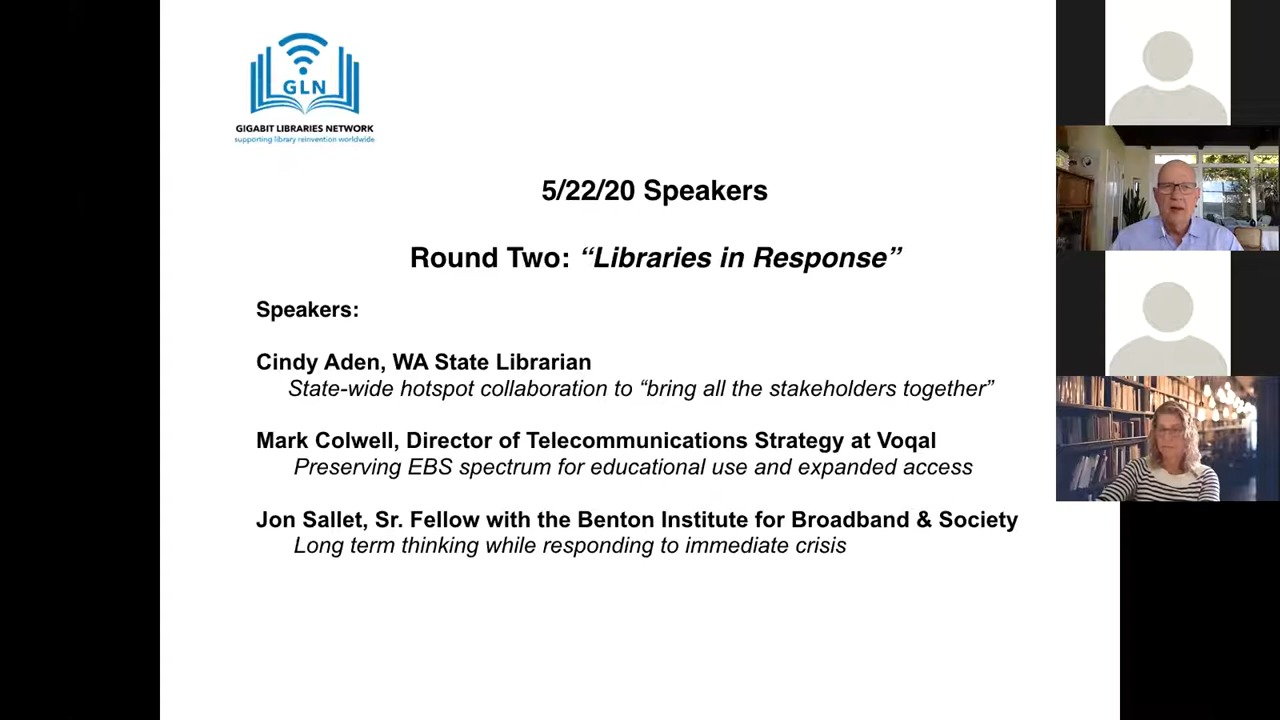 GLN
GIGABIT LIBRARIES NETWORK
supporting library reinvention worldwide
5/22/20 Speakers
Round Two: “Libraries in Response”
Speakers:
Cindy Aden, WA State Librarian
State-wide hotspot collaboration to “bring all the stakeholders together”
Mark Colwell, Director of Telecommunications Strategy at Voqal
Preserving EBS spectrum for educational use and expanded access
Jon Sallet, Sr. Fellow with the Benton Institute for Broadband & Society
Long term thinking while responding to immediate crisis